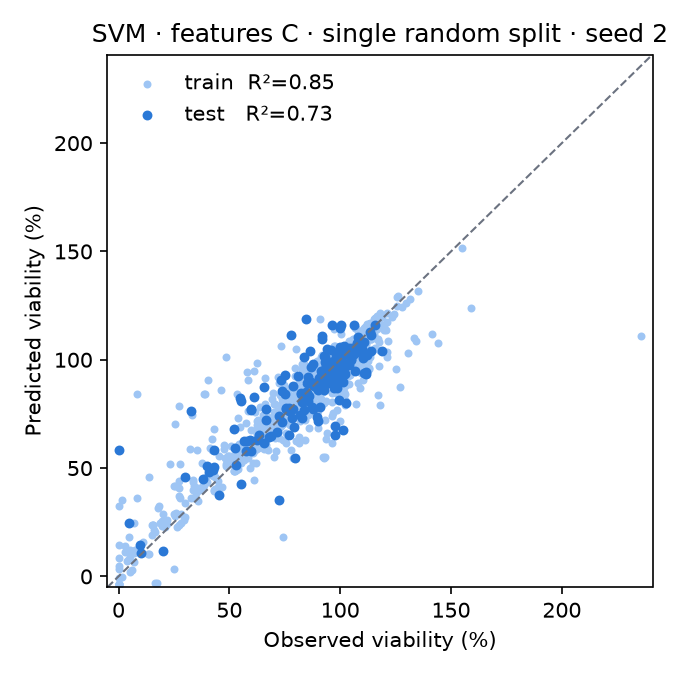 SVM · features C · single random split · seed 2
train R²=0.85
test R²=0.73
200
150
100
50
0
Predicted viability (%)
0 50 100 150 200
Observed viability (%)